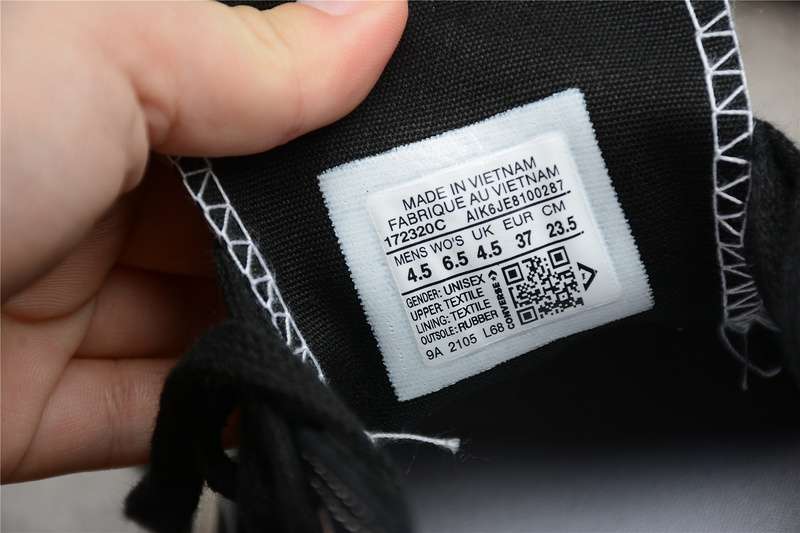 MADE IN VIETNAM
FABRIQUE AU VIETNAM
172320C AIK6JE8100287
MENS WO'S UK EUR CM
4.5 6.5 4.5 37 23.5
GENDER: UNISEX
UPPER: TEXTILE
LINING: TEXTILE
OUTSOLE: RUBBER
9A 2105 L68
CONVERSE